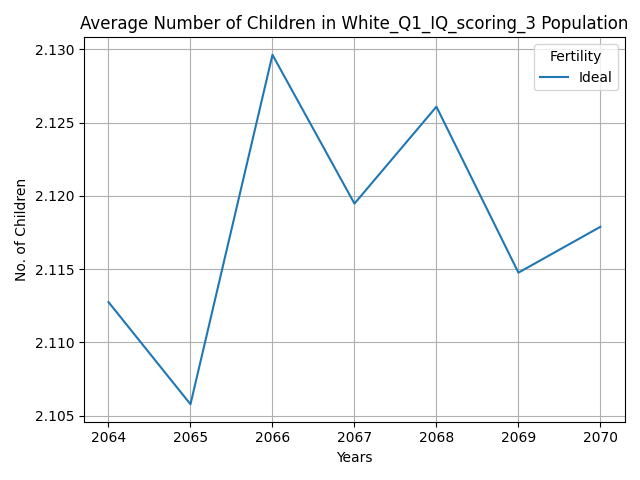 Average Number of Children in White_Q1_IQ_scoring_3 Population
Fertility
Ideal
2.130
2.125
2.120
2.115
2.110
2.105
No. of Children
2064 2065 2066 2067 2068 2069 2070
Years